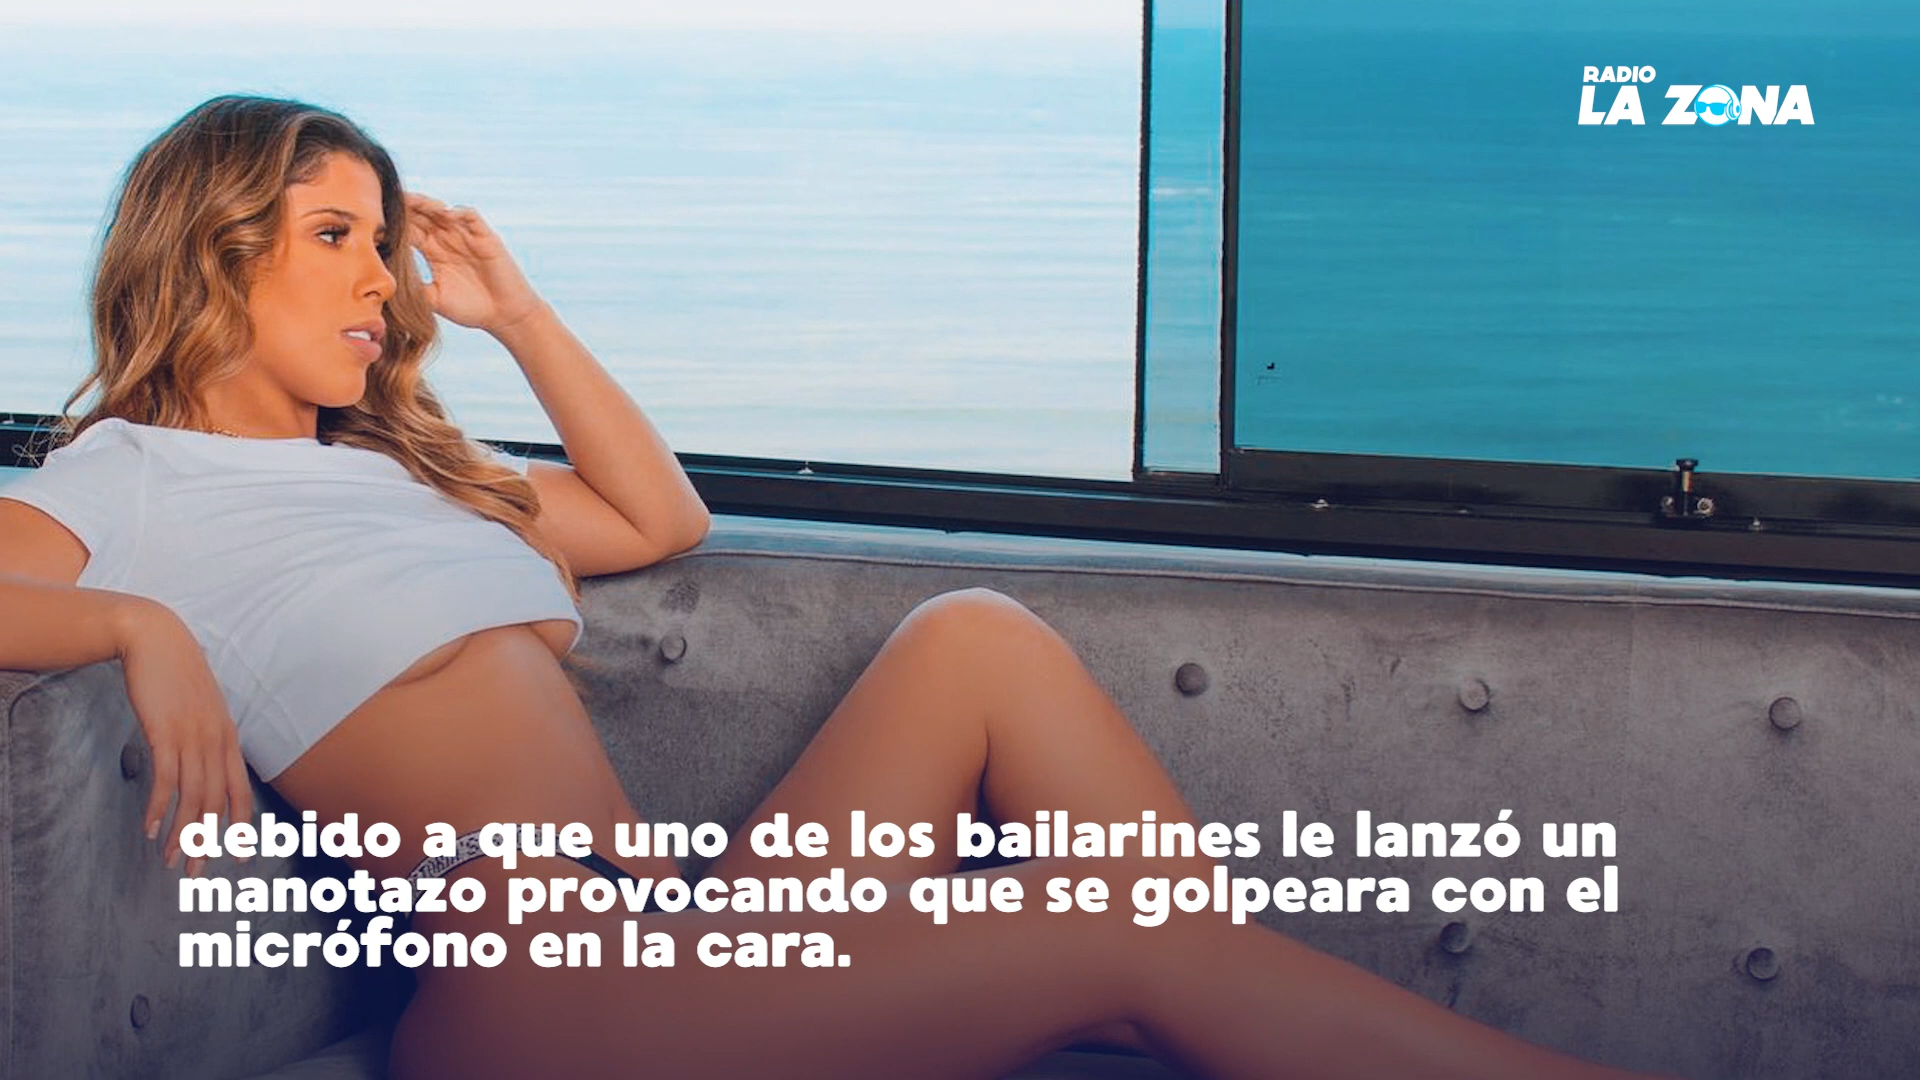 RADIO
LA ZONA
debido a que uno de los bailarines le lanzó un
manotazo provocando que se golpeara con el
micrófono en la cara.